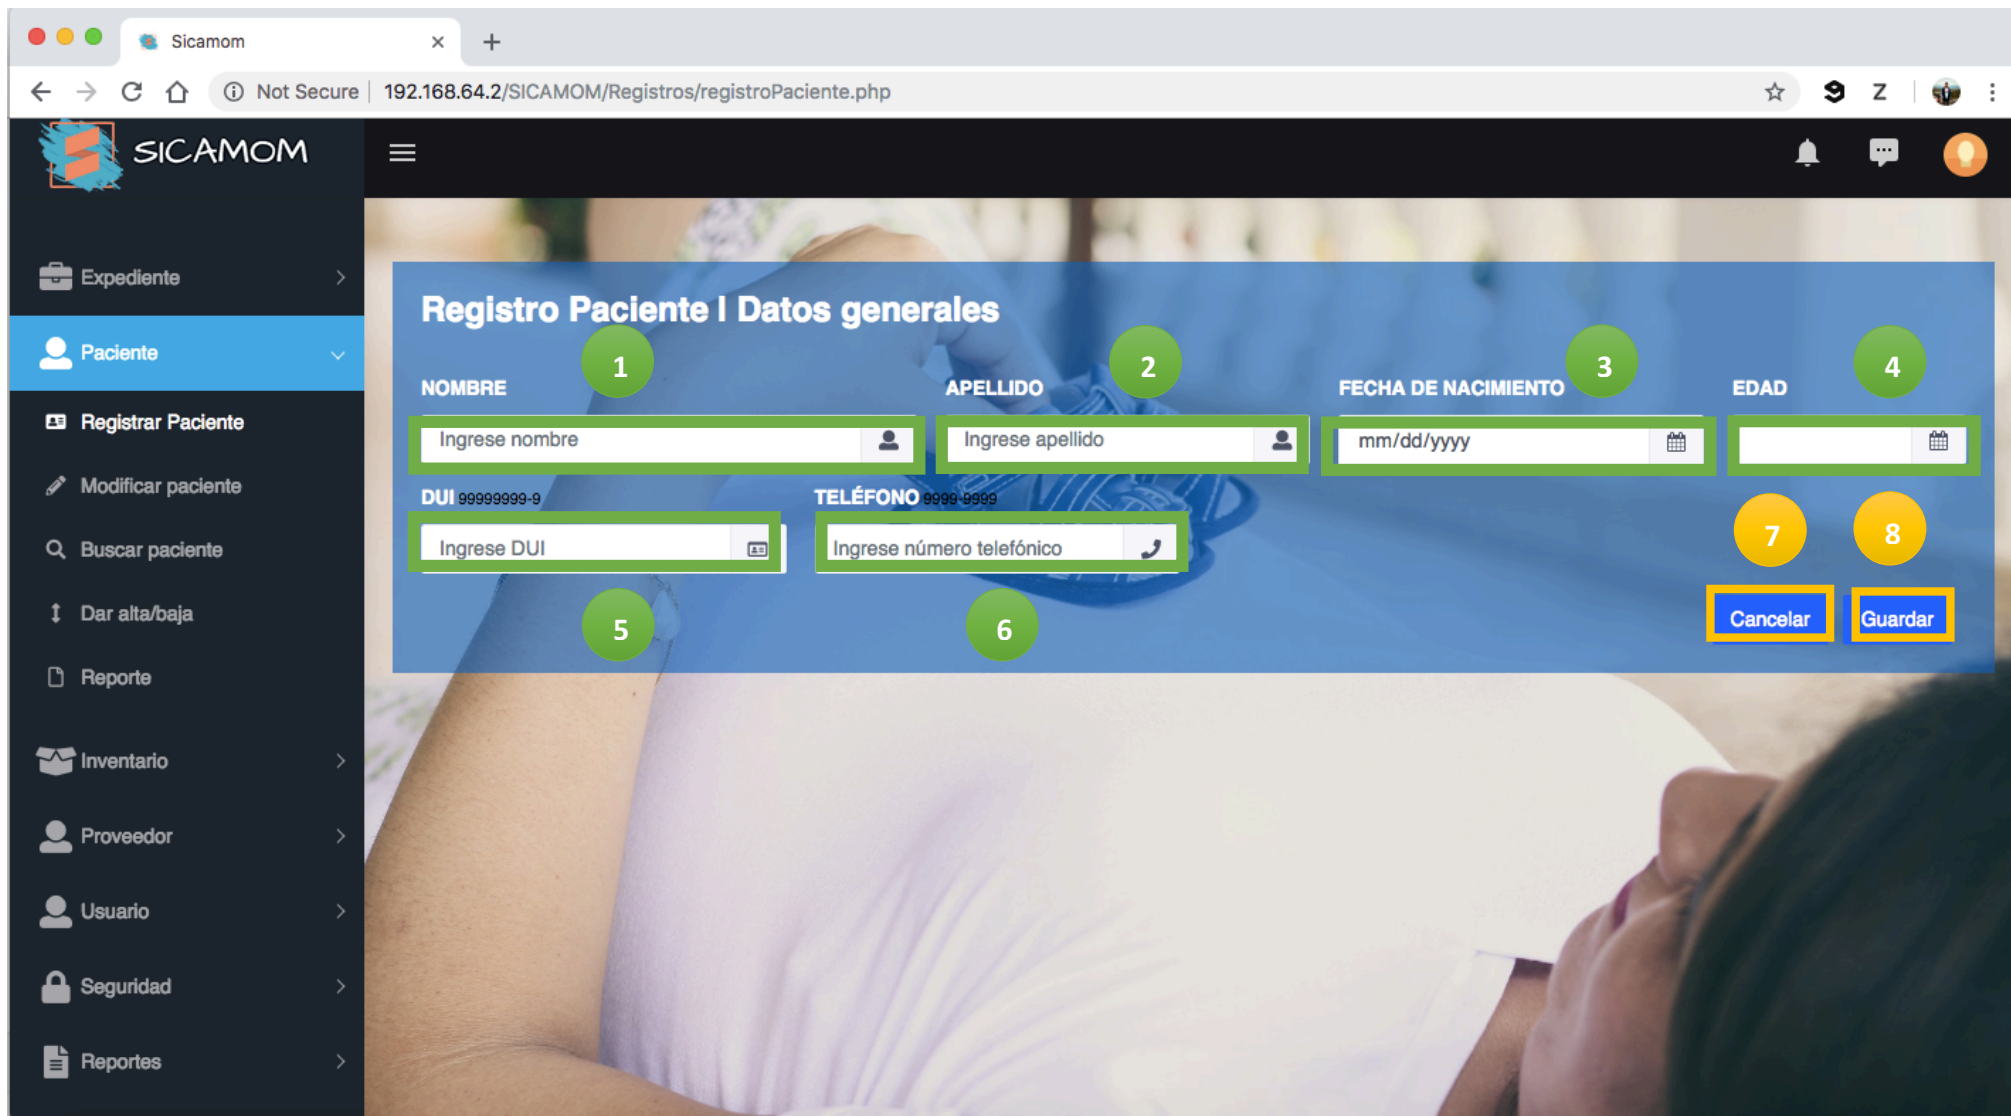 Sicamom
Not Secure | 192.168.64.2/SICAMOM/Registros/registroPaciente.php
Z
SICAMOM
Expediente
Paciente
Registrar Paciente
Modificar paciente
Buscar paciente
Dar alta/baja
Reporte
Inventario
Proveedor
Usuario
Seguridad
Reportes
Registro Paciente | Datos generales
1
2
3
4
NOMBRE
APELLIDO
FECHA DE NACIMIENTO
EDAD
Ingrese nombre
Ingrese apellido
mm/dd/yyyy
DUI 99999999-9
TELÉFONO 9999-9999
Ingrese DUI
Ingrese número telefónico
7
8
5
6
Cancelar
Guardar